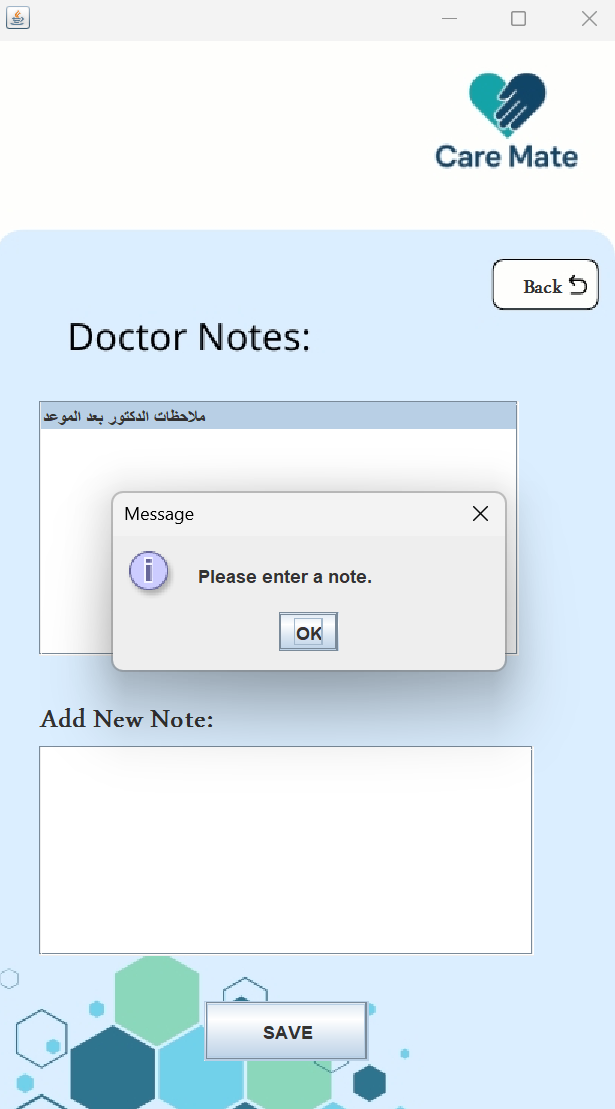 Care Mate
Back
Doctor Notes:
ملاحظات الدكتور بعد الموعد
Message
Please enter a note.
OK
Add New Note:
SAVE